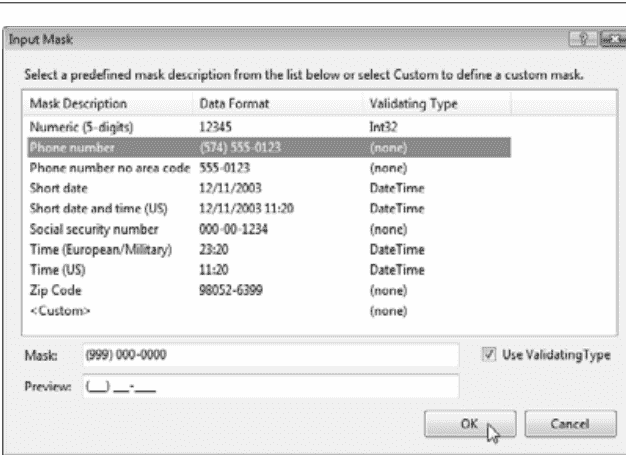 Input Mask
Select a predefined mask description from the list below or select Custom to define a custom mask.
Mask Description Data Format Validating Type
Numeric (5-digits) 12345 Int32
Phone number (574) 555-0123 (none)
Phone number no area code 555-0123 (none)
Short date 12/11/2003 DateTime
Short date and time (US) 12/11/2003 11:20 DateTime
Social security number 000-00-1234 (none)
Time (European/Military) 23:20 DateTime
Time (US) 11:20 DateTime
Zip Code 98052-6399 (none)
<Custom> (none)
Mask: (999) 000-0000 Use ValidatingType
Preview: (__) __-___
OK Cancel